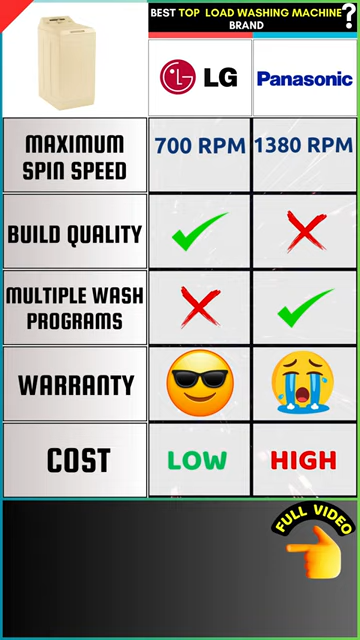 BEST TOP LOAD WASHING MACHINE?
BRAND
LG LG Panasonic
MAXIMUM
SPIN SPEED
700 RPM 1380 RPM
BUILD QUALITY
MULTIPLE WASH
PROGRAMS
WARRANTY
COST LOW HIGH
FULL VIDEO